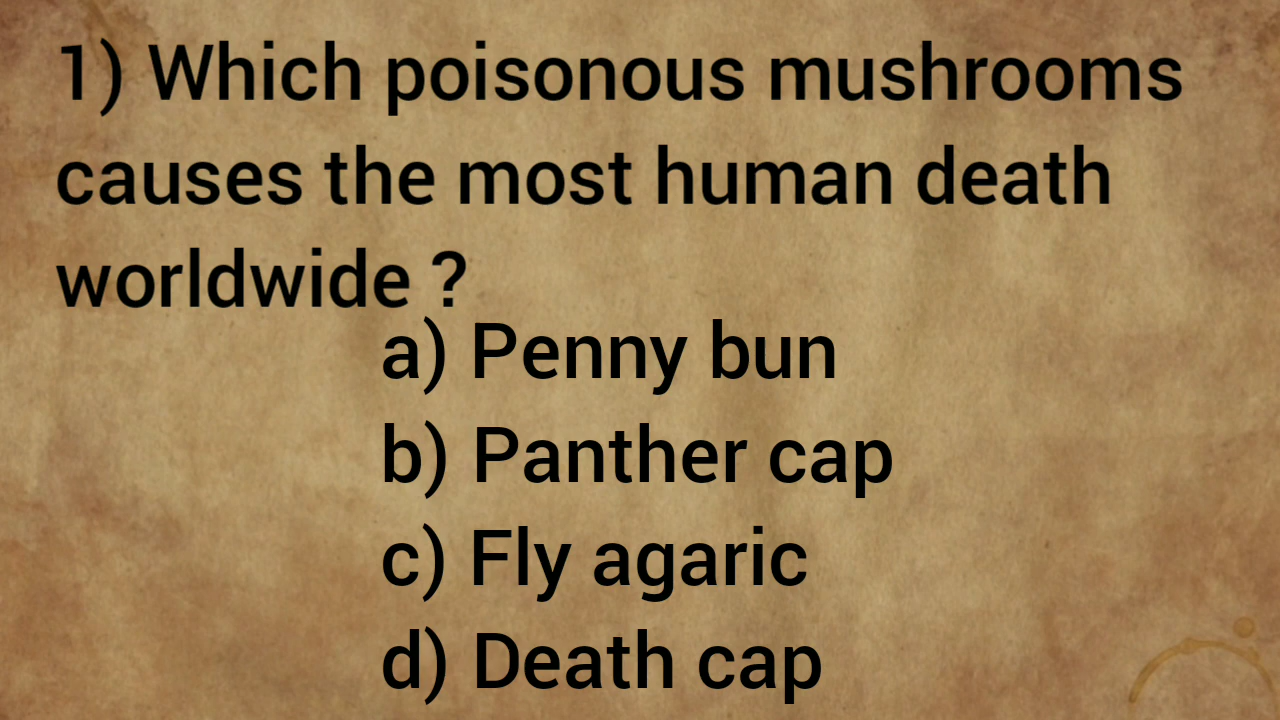 1) Which poisonous mushrooms
causes the most human death
worldwide ?
a) Penny bun
b) Panther cap
c) Fly agaric
d) Death cap